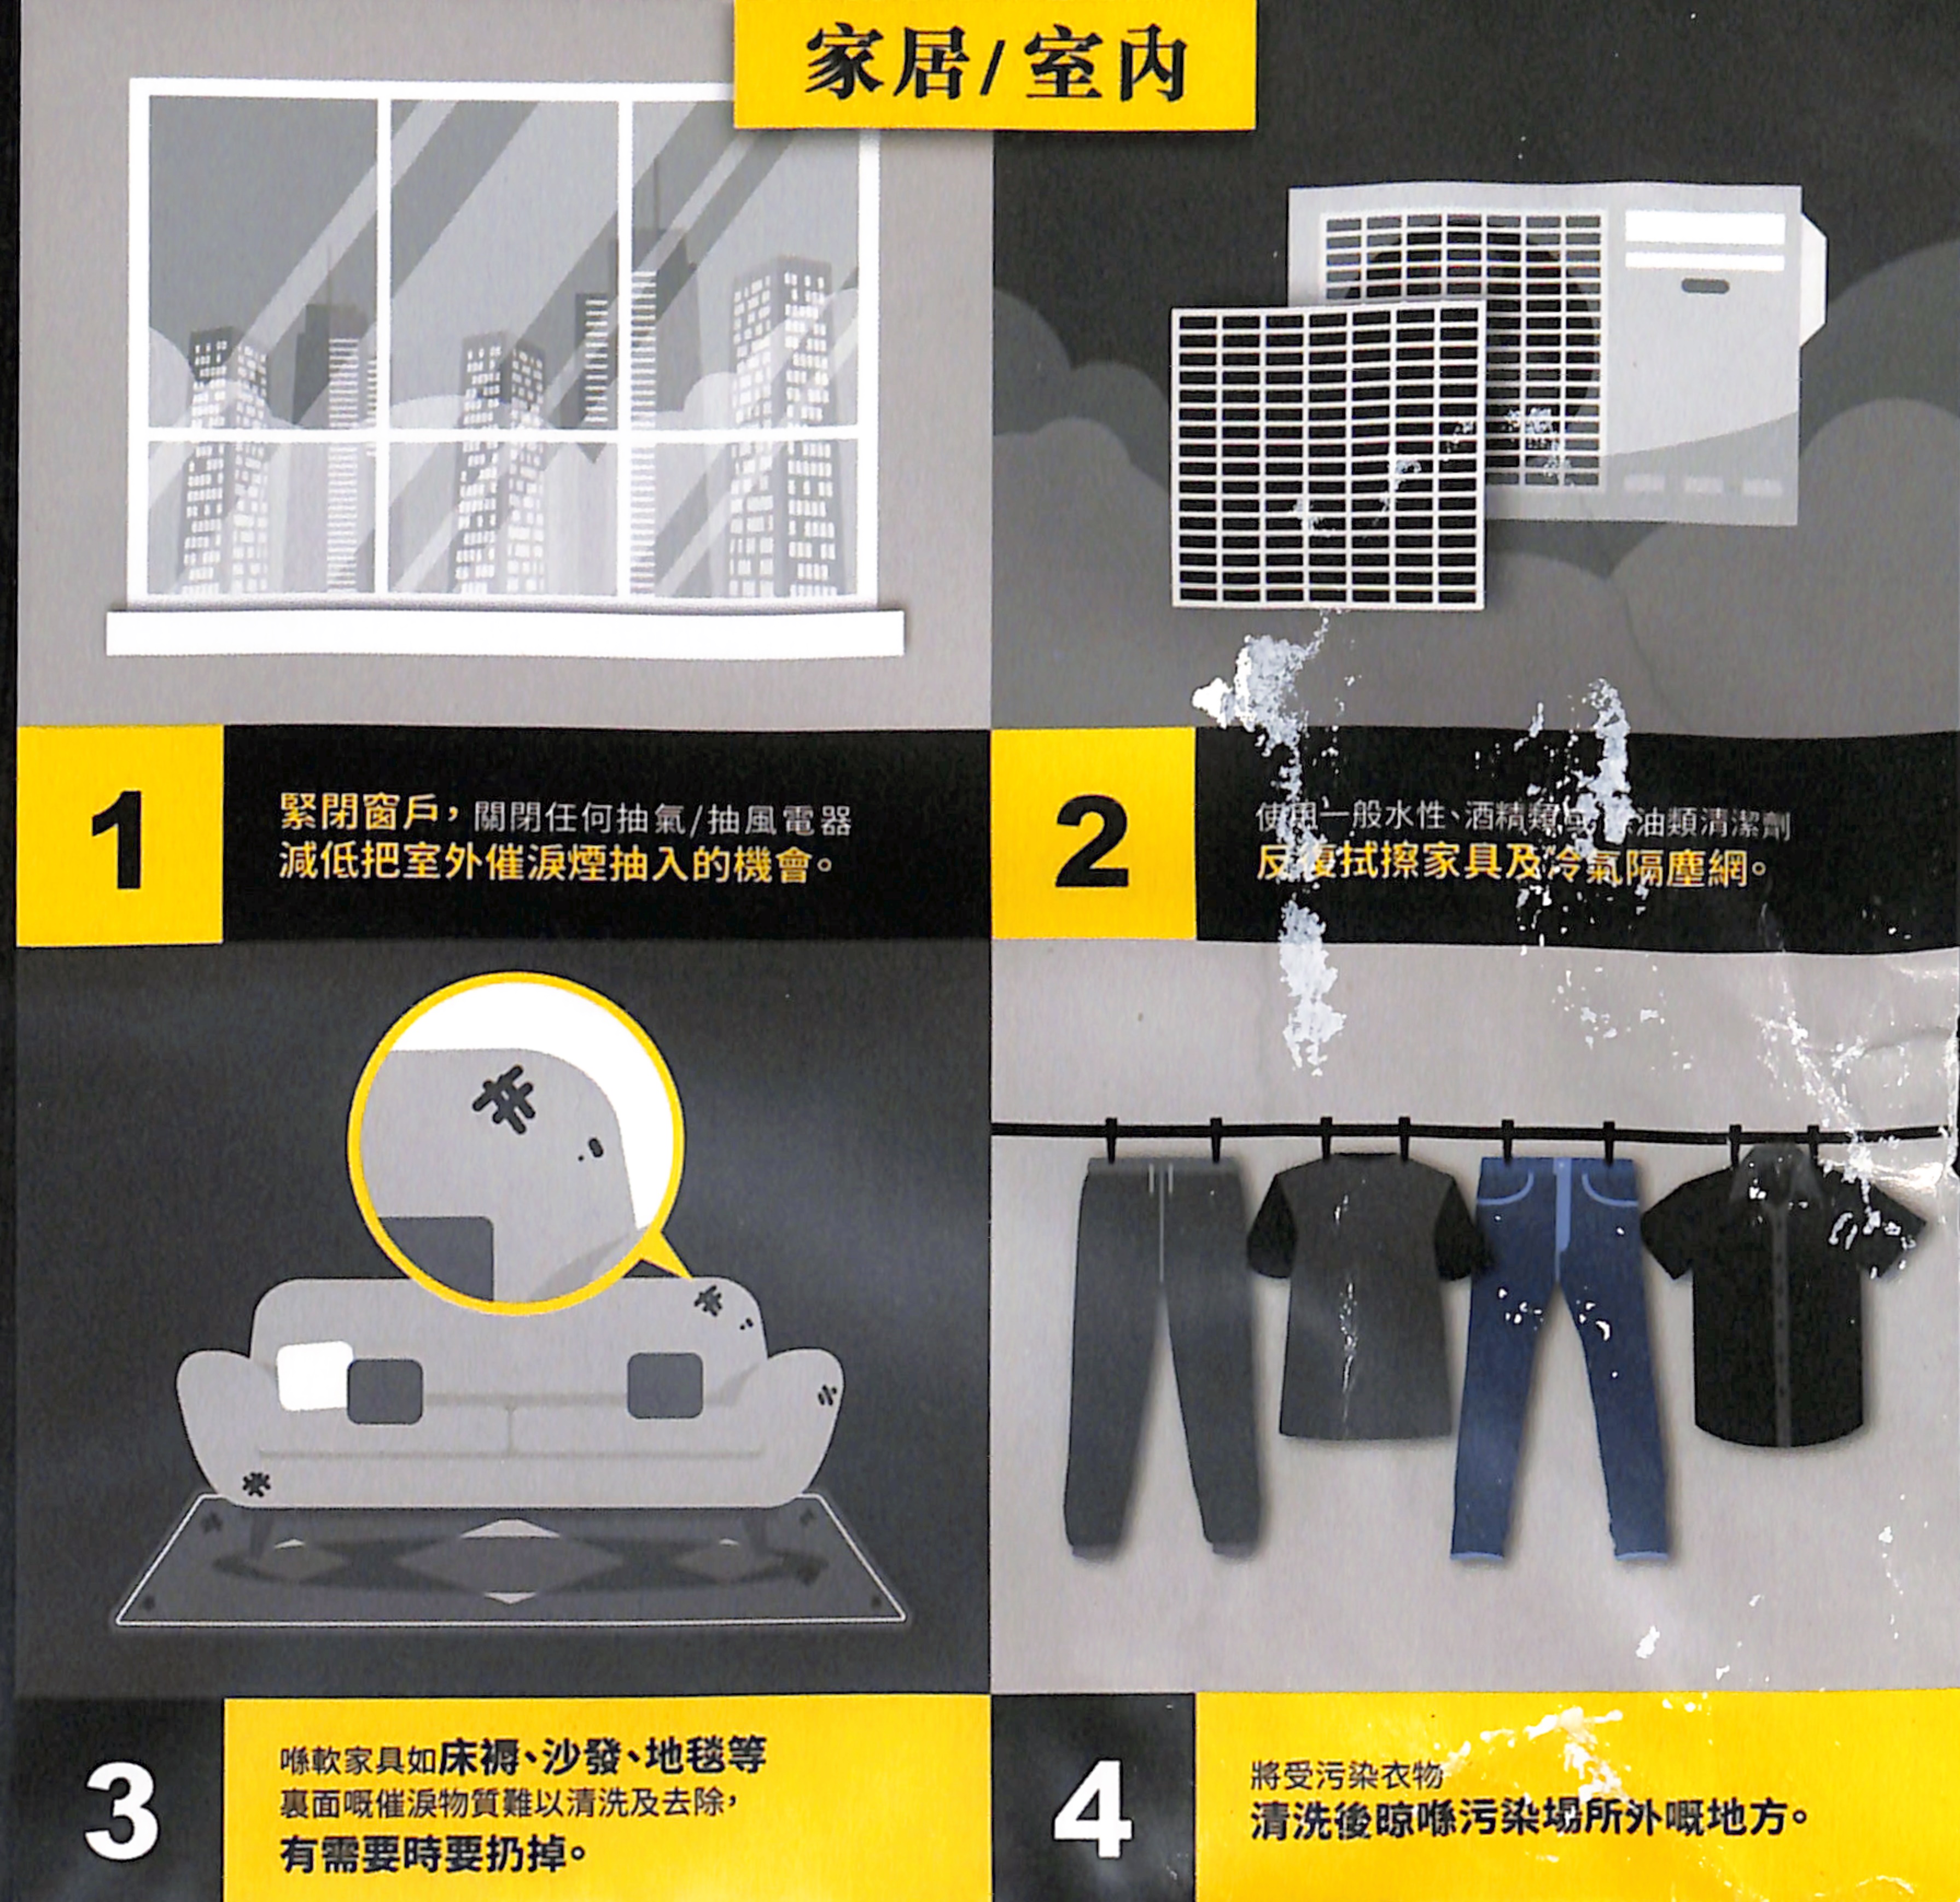 家居/室內
1
緊閉窗戶，關閉任何抽氣/抽風電器
減低把室外催淚煙抽入的機會。
2
使用一般水性、酒精類或 油類清潔劑
反復拭擦家具及冷氣隔塵網。
3
喺軟家具如床褥、沙發、地毯等
裏面嘅催淚物質難以清洗及去除，
有需要時要扔掉。
4
將受污染衣物
清洗後晾喺污染場所外嘅地方。